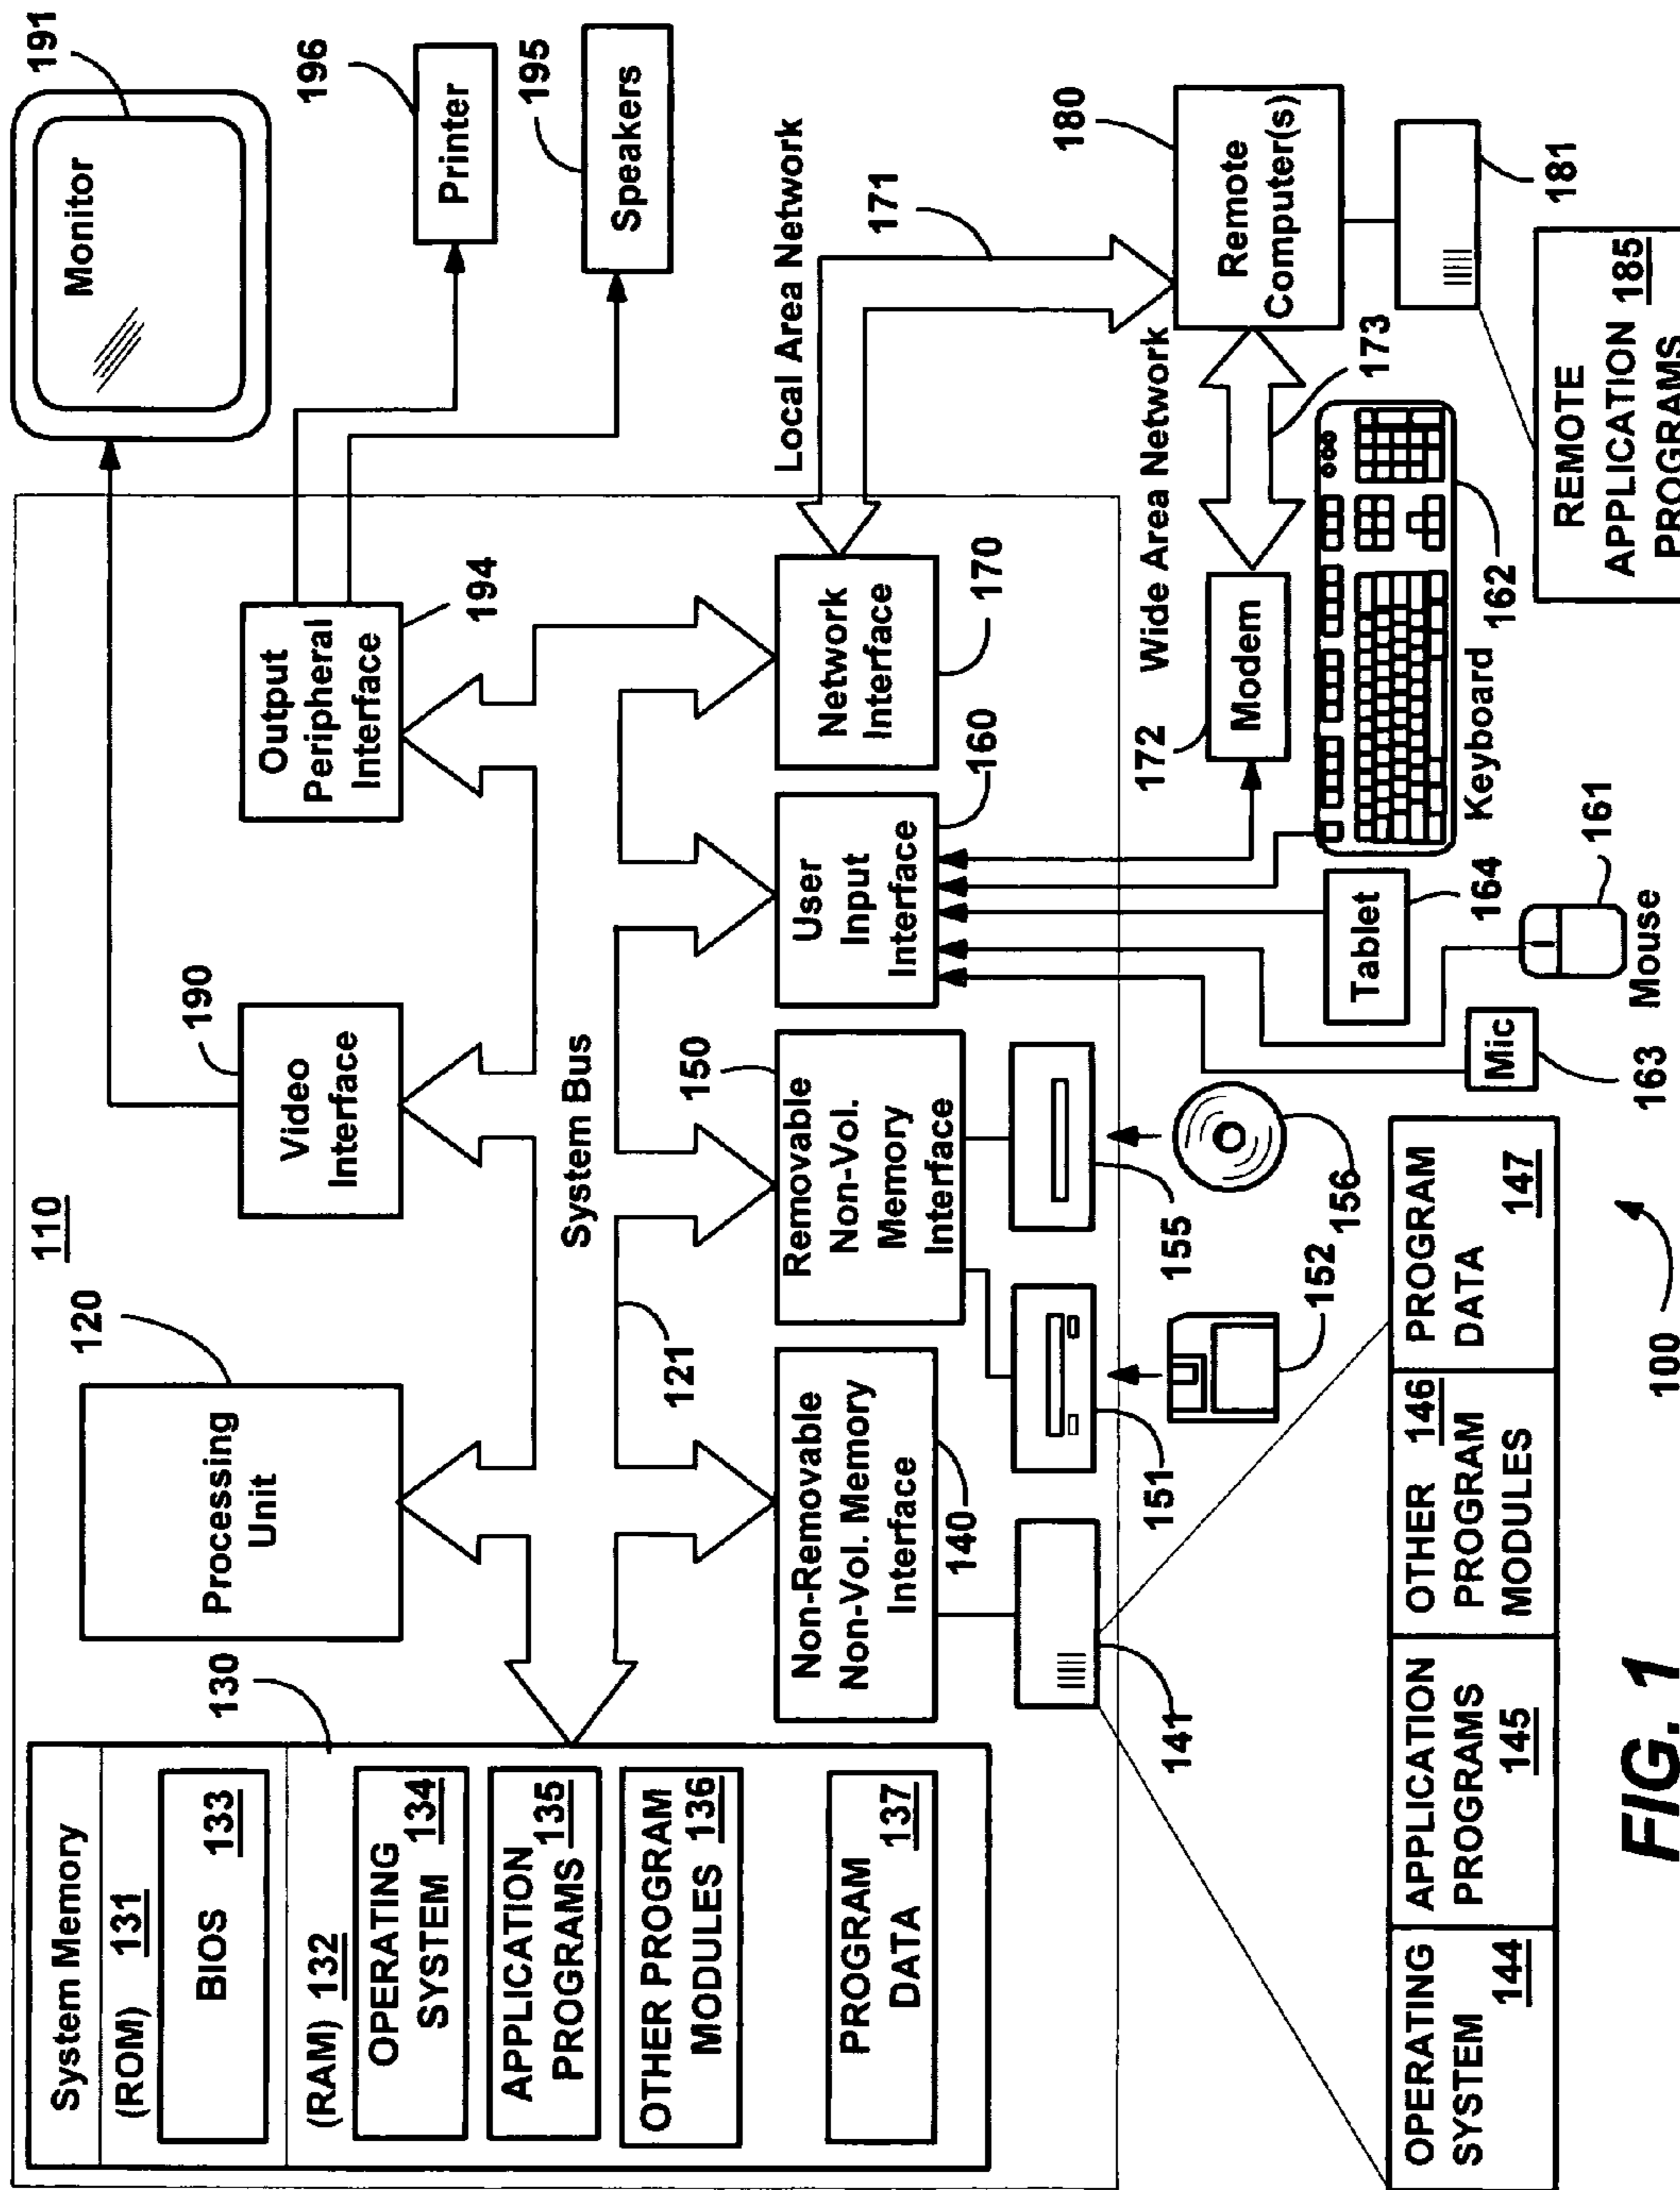 110
System Memory
(ROM) 131
BIOS 133
(RAM) 132
OPERATING
SYSTEM 134
APPLICATION
PROGRAMS 135
OTHER PROGRAM
MODULES 136
PROGRAM
DATA 137
130
120
Processing
Unit
190
Video
Interface
Output
Peripheral
Interface
194
Monitor
191
196
Printer
195
Speakers
System Bus
121
Non-Removable
Non-Vol. Memory
Interface
140
Removable
Non-Vol.
Memory
Interface
150
User
Input
Interface
160
Network
Interface
170
Local Area Network
171
141
151
155
152
156
172
Modem
Wide Area Network
173
Remote
Computer(s)
180
181
Keyboard
162
Tablet
164
Mic
163
Mouse
161
REMOTE
APPLICATION 185
PROGRAMS
OPERATING
SYSTEM 144
APPLICATION
PROGRAMS
145
OTHER 146
PROGRAM
MODULES
PROGRAM
DATA 147
100
FIG. 1